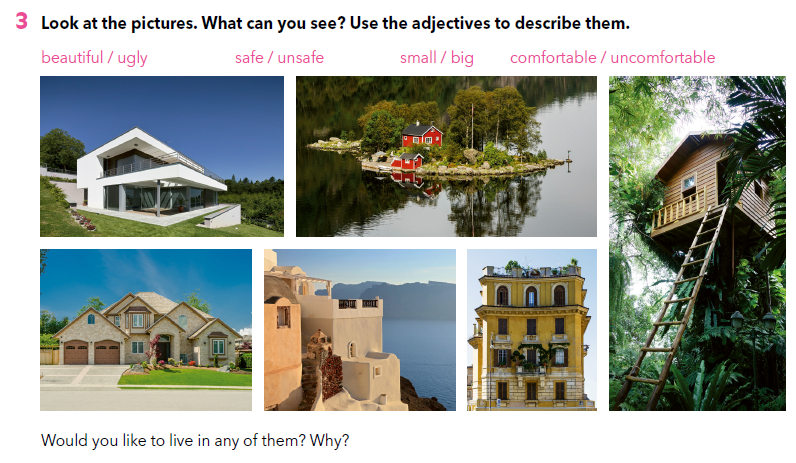 3 Look at the pictures. What can you see? Use the adjectives to describe them.
beautiful / ugly safe / unsafe small / big comfortable / uncomfortable
Would you like to live in any of them? Why?